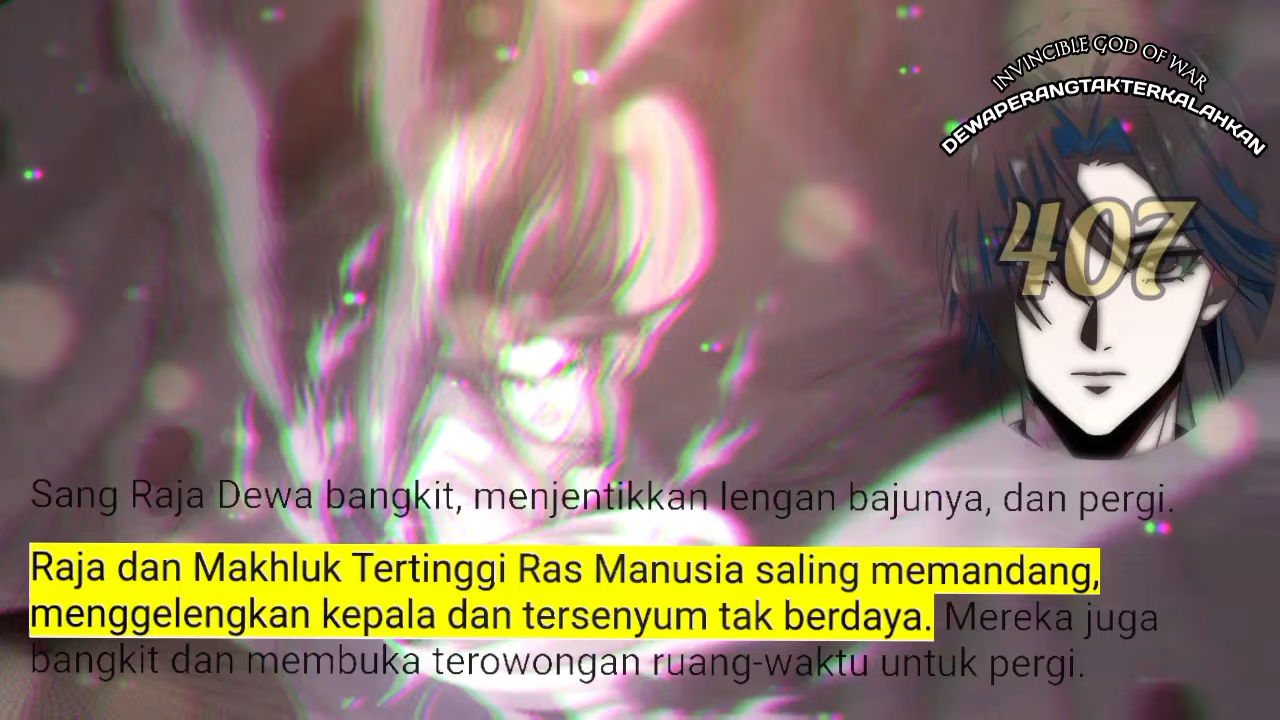 INVINCIBLE GOD OF WAR
DEWAPERANGTAKTERKALAHKAN
407
Sang Raja Dewa bangkit, menjentikkan lengan bajunya, dan pergi.
Raja dan Makhluk Tertinggi Ras Manusia saling memandang,
menggelengkan kepala dan tersenyum tak berdaya. Mereka juga
bangkit dan membuka terowongan ruang-waktu untuk pergi.